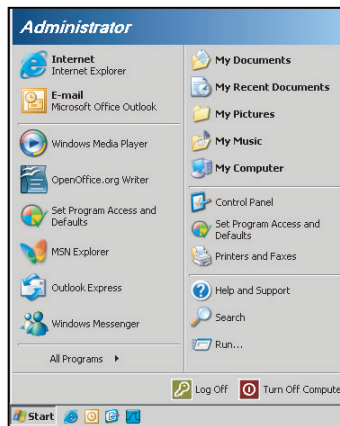 Administrator
Internet
Internet Explorer
E-mail
Microsoft Office Outlook
Windows Media Player
OpenOffice.org Writer
Set Program Access and
Defaults
MSN Explorer
Outlook Express
Windows Messenger
All Programs
My Documents
My Recent Documents
My Pictures
My Music
My Computer
Control Panel
Set Program Access and
Defaults
Printers and Faxes
Help and Support
Search
Run...
Log Off
Turn Off Compute
Start